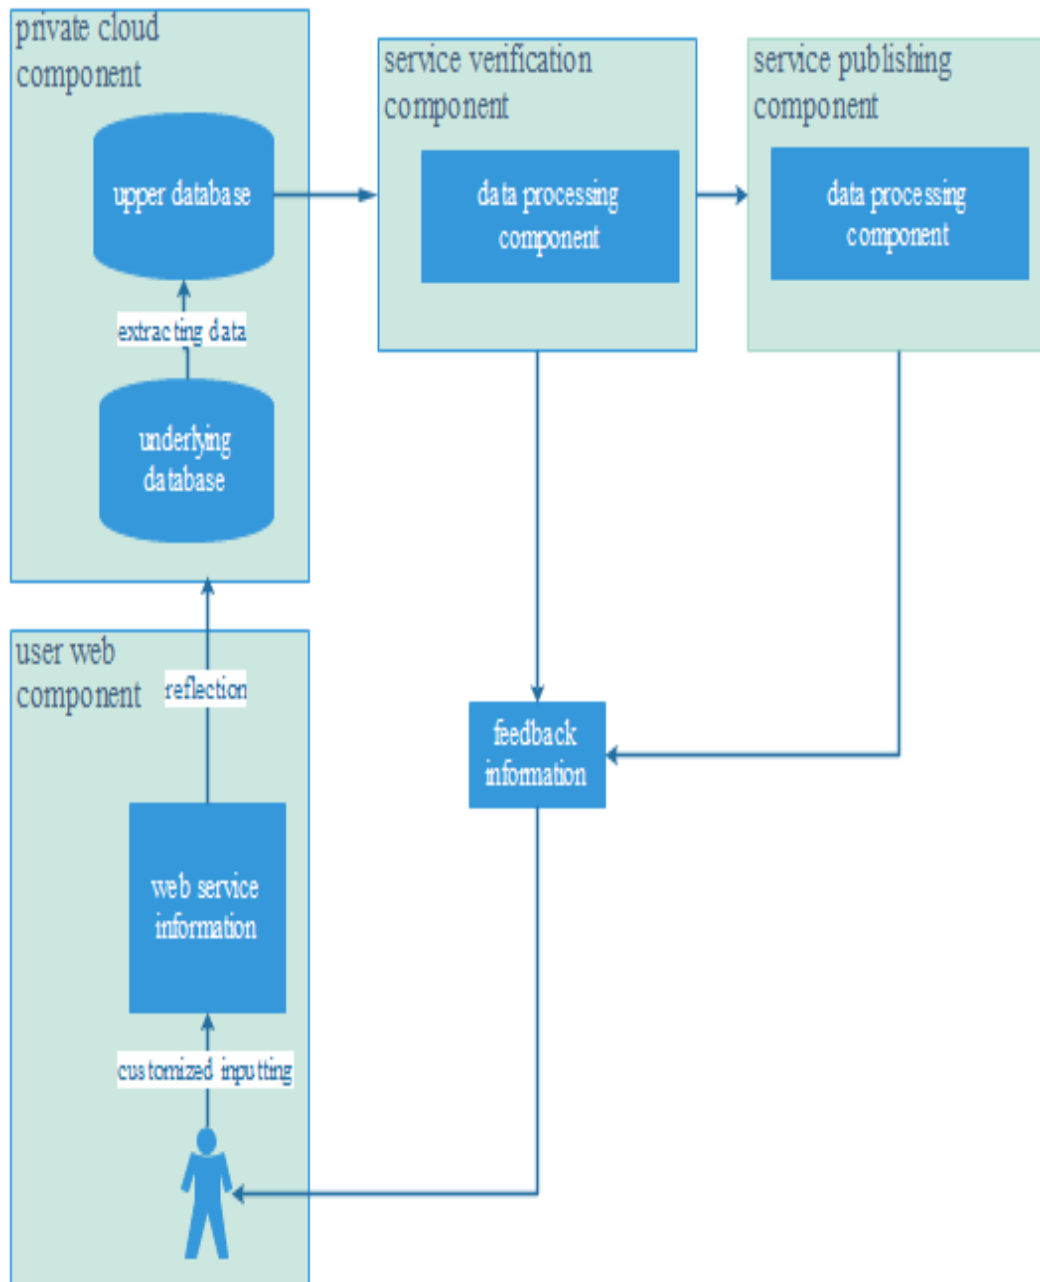 private cloud
component
upper database
extracting data
underlying
database
service verification
component
data processing
component
service publishing
component
data processing
component
user web
component
reflection
web service
information
customized inputting
feedback
information